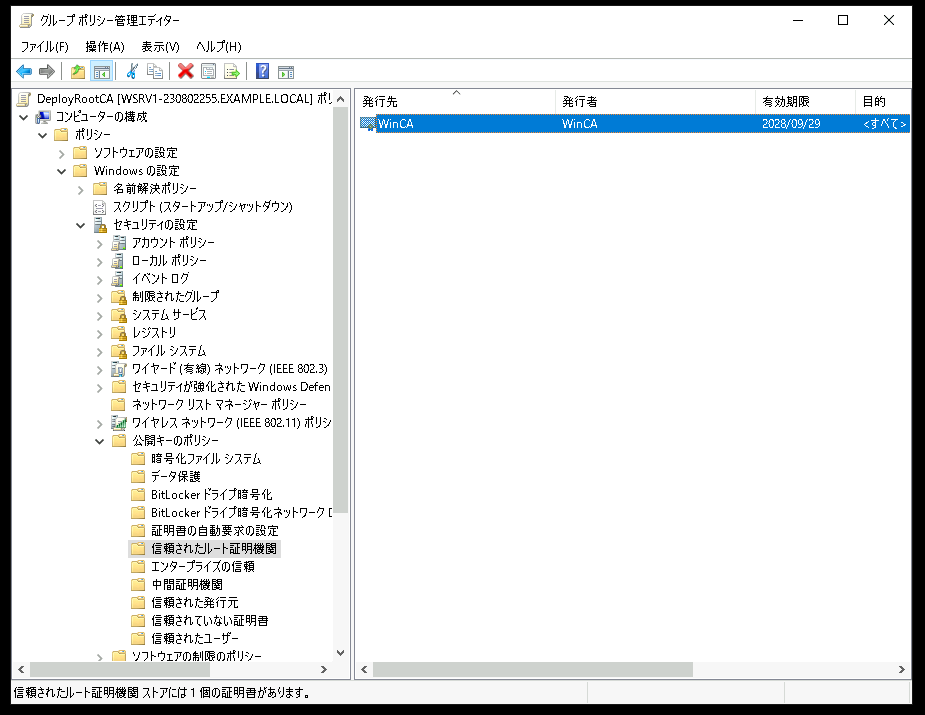 グループ ポリシー管理エディター
ファイル(F) 操作(A) 表示(V) ヘルプ(H)
DeployRootCA [WSRV1-230802255.EXAMPLE.LOCAL] ポリ
コンピューターの構成
ポリシー
ソフトウェアの設定
Windows の設定
名前解決ポリシー
スクリプト (スタートアップ/シャットダウン)
セキュリティの設定
アカウント ポリシー
ローカル ポリシー
イベント ログ
制限されたグループ
システム サービス
レジストリ
ファイル システム
ワイヤード (有線) ネットワーク (IEEE 802.3)
セキュリティが強化された Windows Defen
ネットワーク リスト マネージャー ポリシー
ワイヤレス ネットワーク (IEEE 802.11) ポリシ
公開キーのポリシー
暗号化ファイル システム
データ保護
BitLocker ドライブ暗号化
BitLocker ドライブ暗号化ネットワーク ロ
証明書の自動要求の設定
信頼されたルート証明機関
エンタープライズの信頼
中間証明機関
信頼された発行元
信頼されていない証明書
信頼されたユーザー
ソフトウェアの制限のポリシー
発行先 発行者 有効期限 目的
WinCA WinCA 2028/09/29 <すべて>
信頼されたルート証明機関 ストアには 1 個の証明書があります。